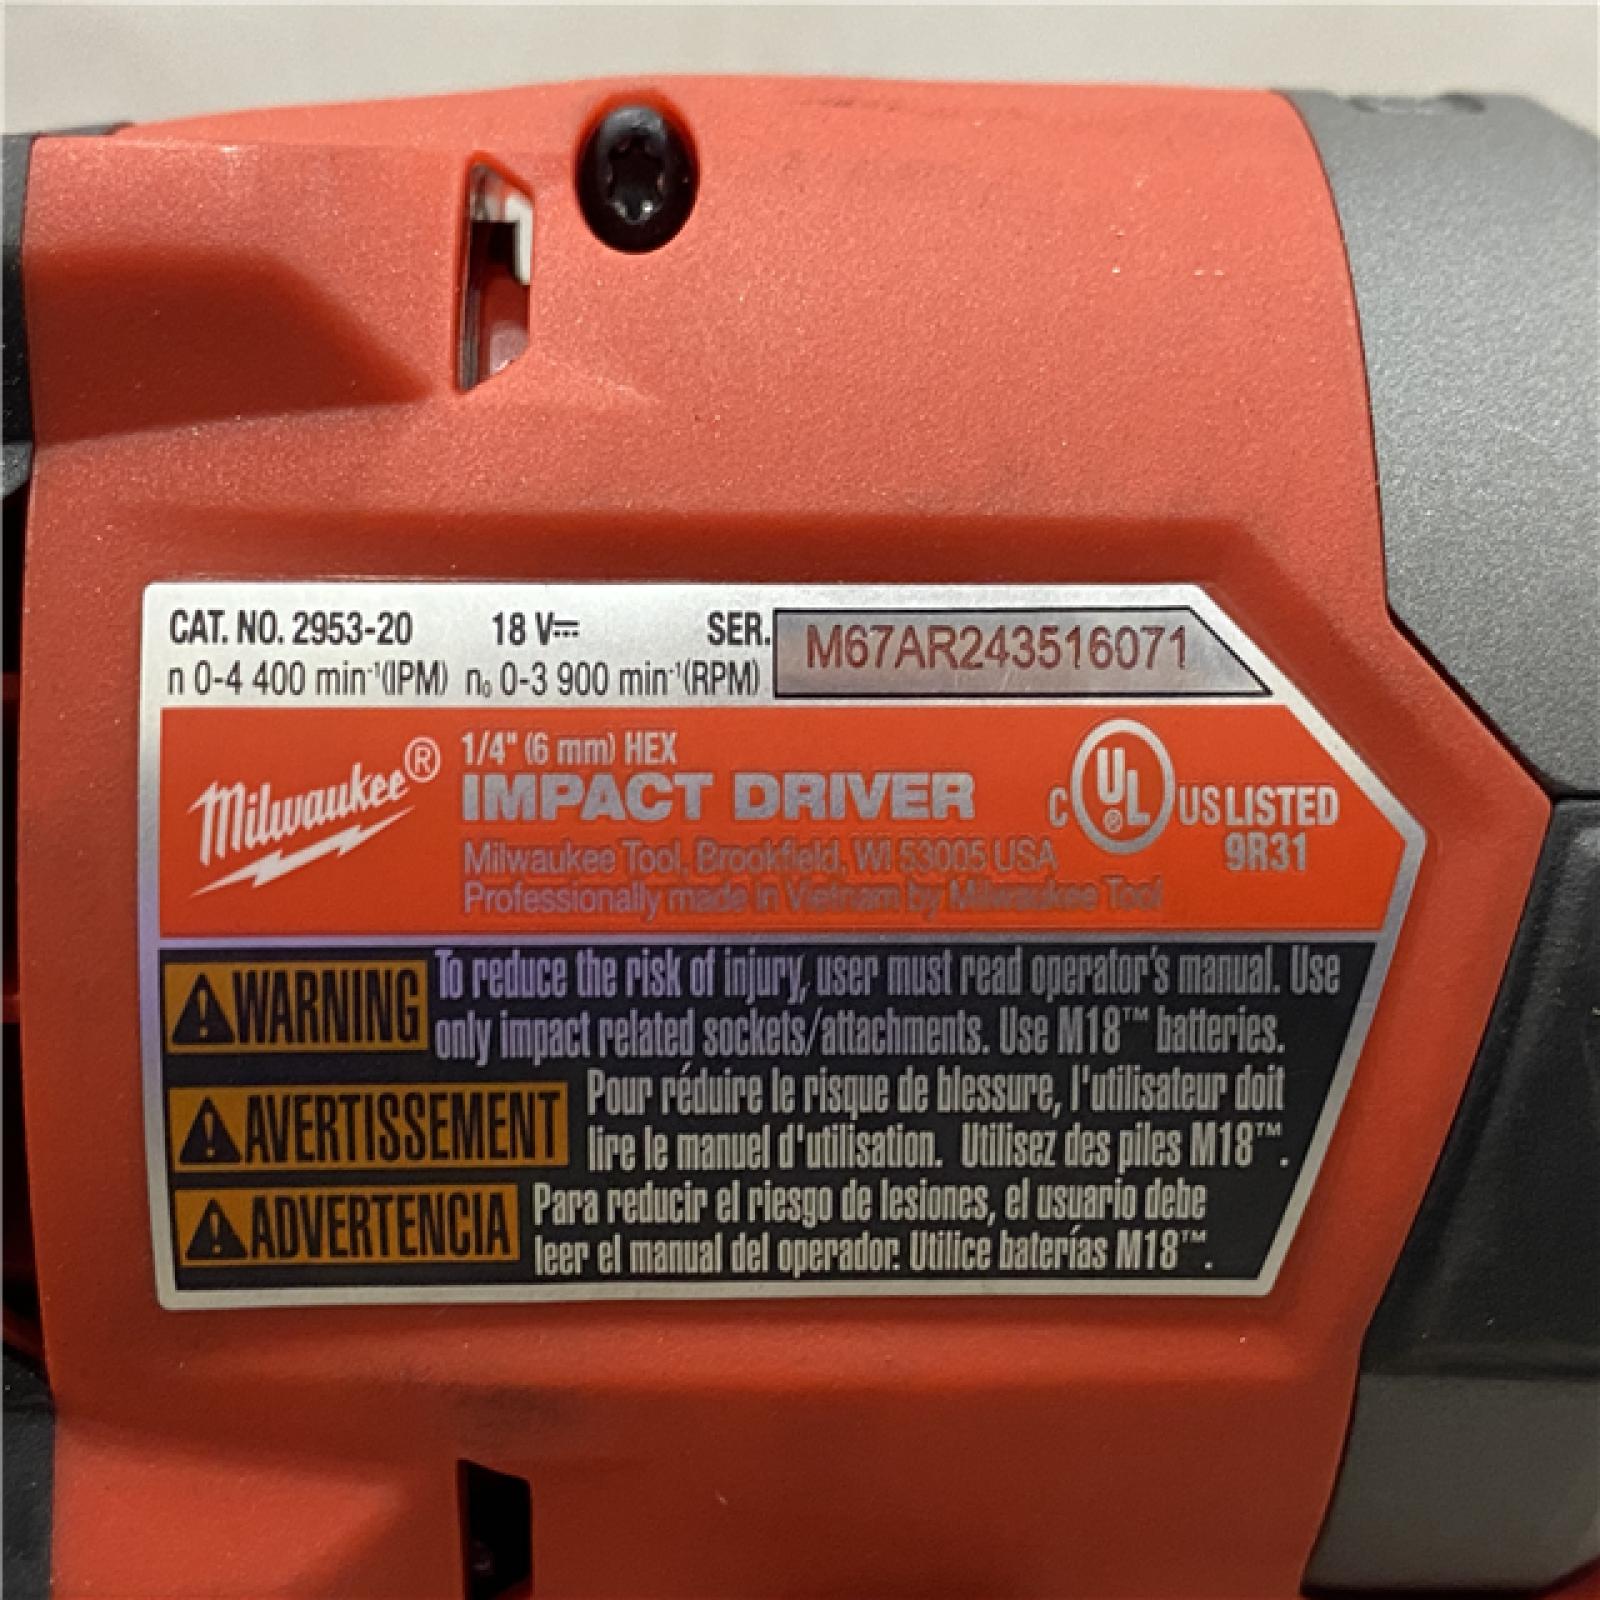 CAT. NO. 2953-20 18 V⎓ SER. M67AR243516071
n 0-4 400 min⁻¹(IPM) n₀ 0-3 900 min⁻¹(RPM)
Milwaukee®
1/4" (6 mm) HEX
IMPACT DRIVER
Milwaukee Tool, Brookfield, WI 53005 USA
Professionally made in Vietnam by Milwaukee Tool
C UL® US LISTED
9R31
WARNING To reduce the risk of injury, user must read operator's manual. Use
only impact related sockets/attachments. Use M18™ batteries.
AVERTISSEMENT Pour réduire le risque de blessure, l'utilisateur doit
lire le manuel d'utilisation. Utilisez des piles M18™.
ADVERTENCIA Para reducir el riesgo de lesiones, el usuario debe
leer el manual del operador. Utilice baterías M18™.